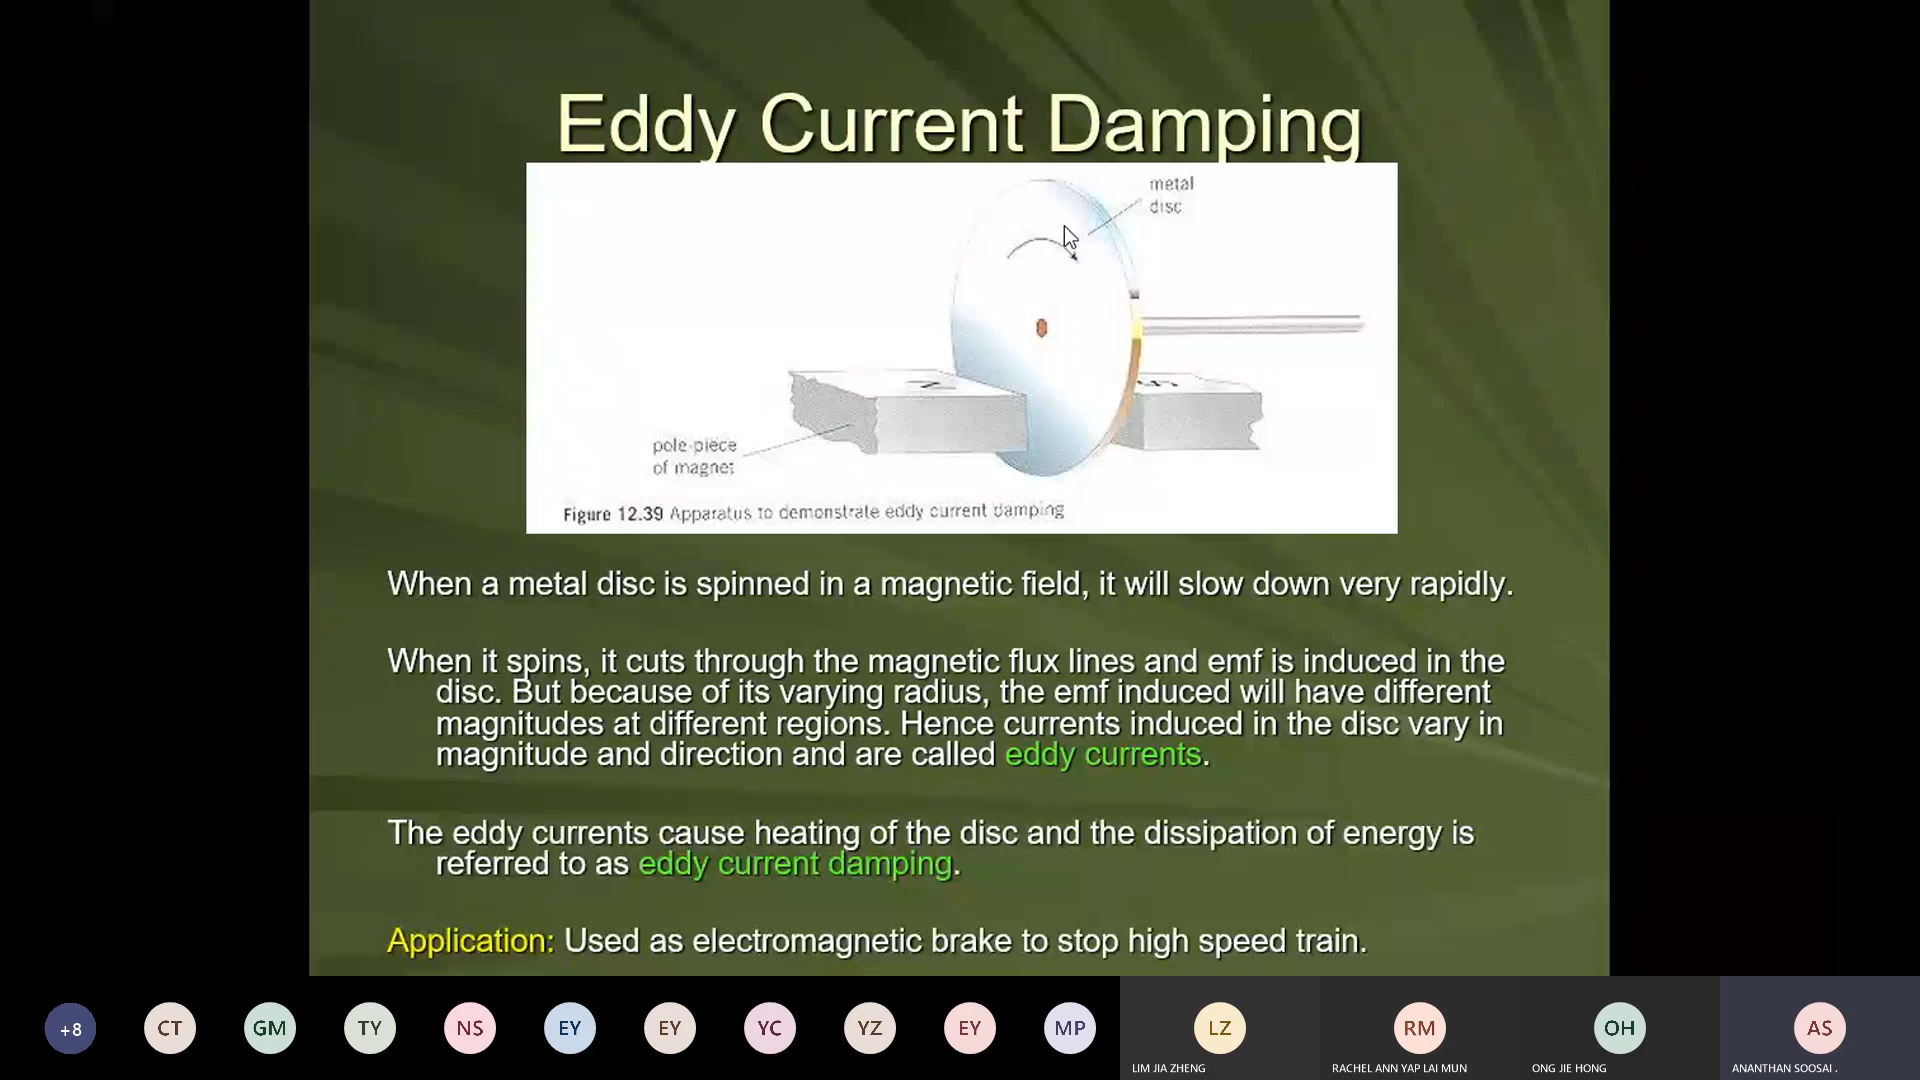 Eddy Current Damping
metal
disc
N
S
pole-piece
of magnet
Figure 12.39 Apparatus to demonstrate eddy current damping
When a metal disc is spinned in a magnetic field, it will slow down very rapidly.
When it spins, it cuts through the magnetic flux lines and emf is induced in the
disc. But because of its varying radius, the emf induced will have different
magnitudes at different regions. Hence currents induced in the disc vary in
magnitude and direction and are called eddy currents.
The eddy currents cause heating of the disc and the dissipation of energy is
referred to as eddy current damping.
Application: Used as electromagnetic brake to stop high speed train.
+8 CT GM TY NS EY EY YC YZ EY MP LZ RM OH AS
LIM JIA ZHENG RACHEL ANN YAP LAI MUN ONG JIE HONG ANANTHAN SOOSAI .